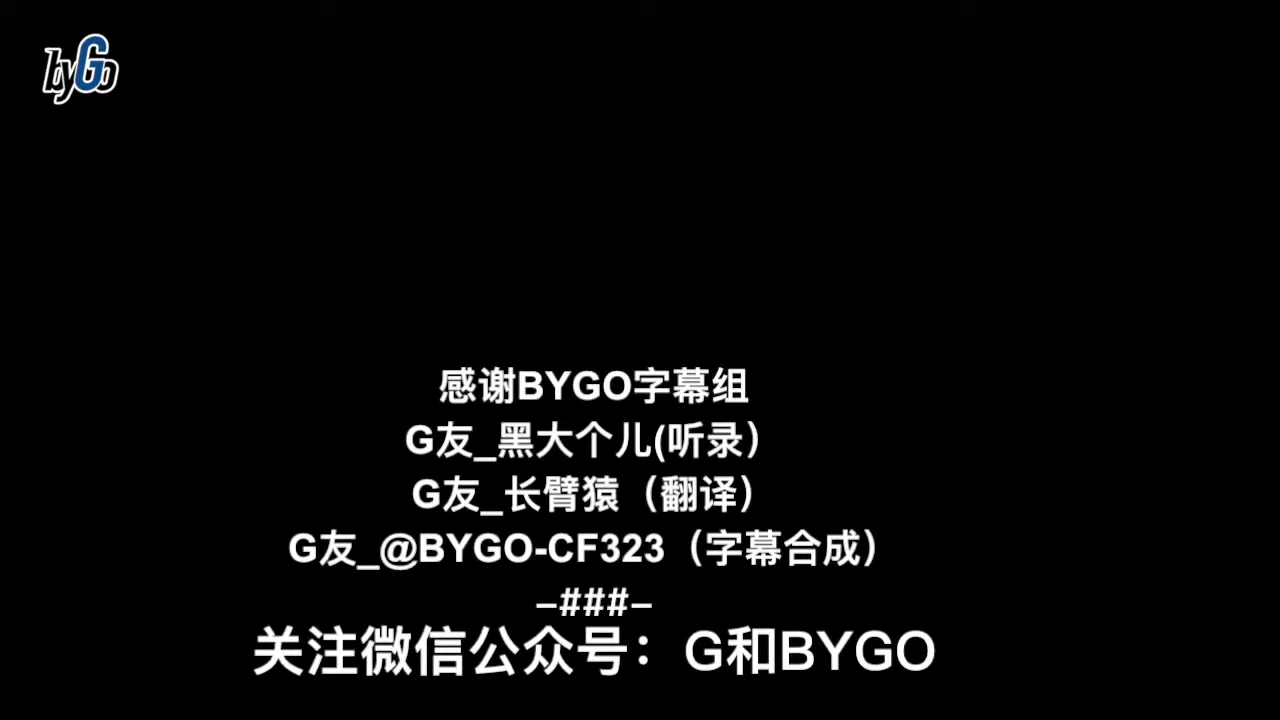 byGo
感谢BYGO字幕组
G友_黑大个儿(听录）
G友_长臂猿（翻译）
G友_@BYGO-CF323（字幕合成）
–###–
关注微信公众号：G和BYGO